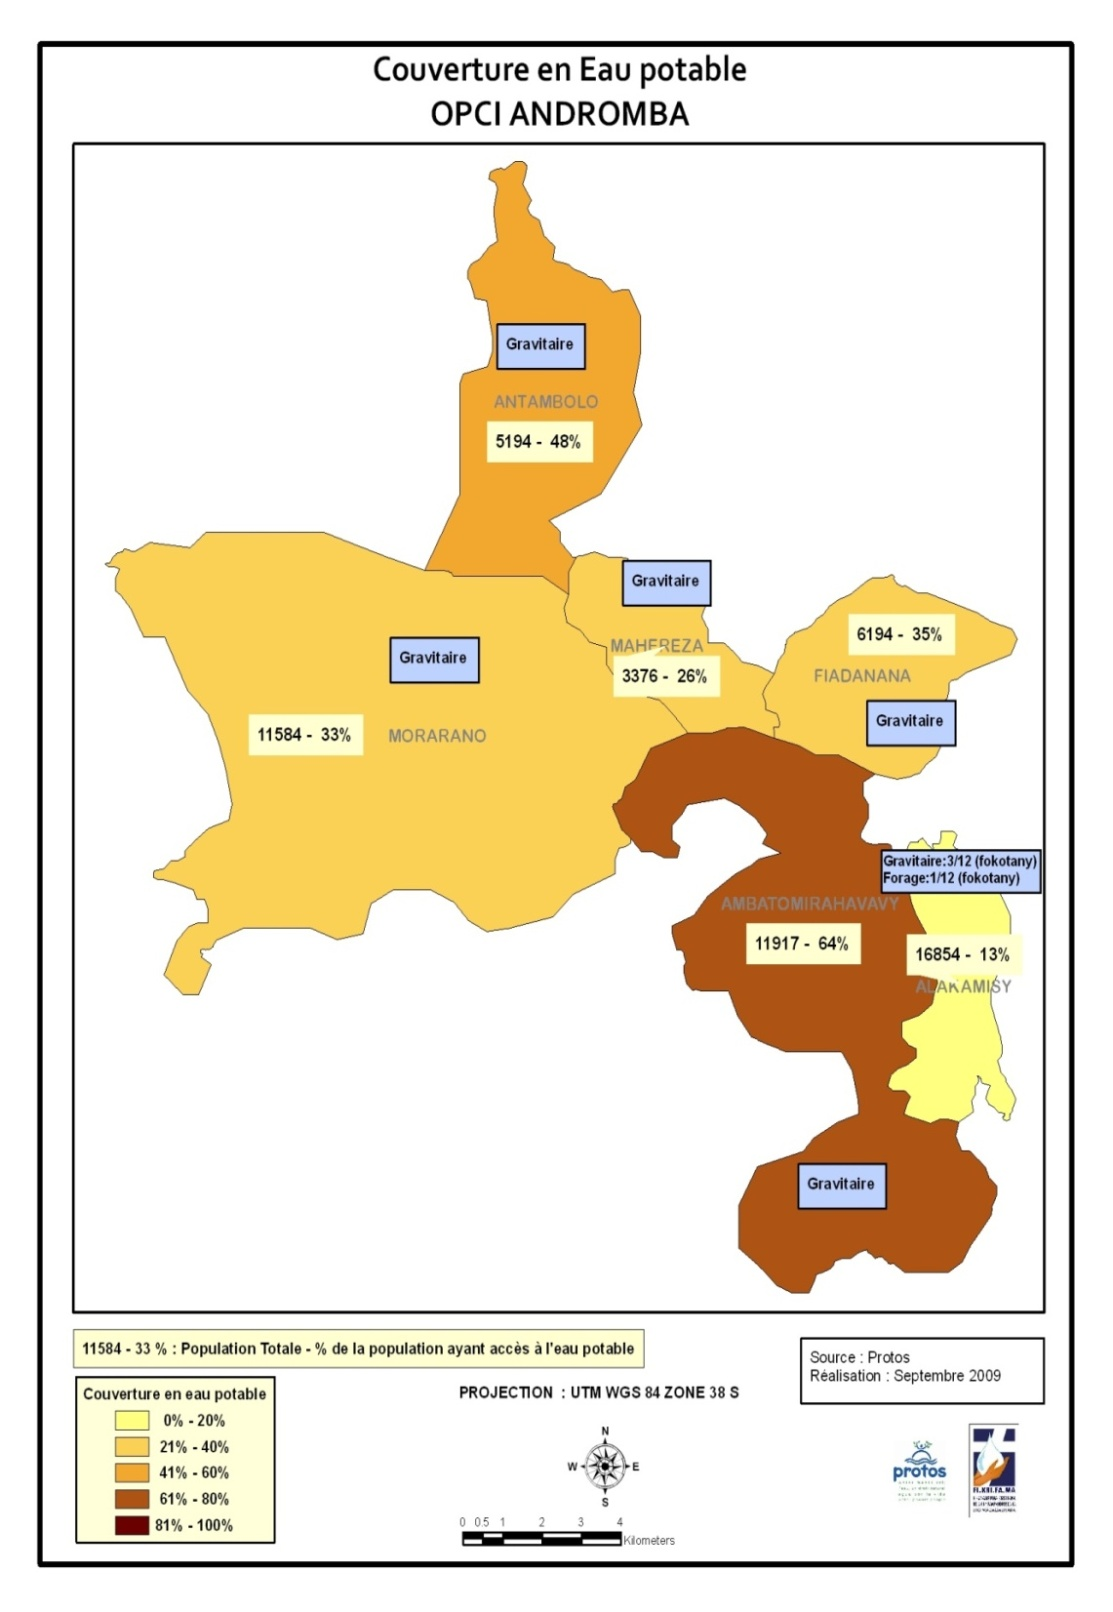 Couverture en Eau potable
OPCI ANDROMBA
Gravitaire
ANTAMBOLO
5194 - 48%
Gravitaire
MAHEREZA
3376 - 26%
6194 - 35%
FIADANANA
Gravitaire
Gravitaire
11584 - 33%
MORARANO
Gravitaire:3/12 (fokotany)
Forage:1/12 (fokotany)
AMBATOMIRAHAVAVY
11917 - 64%
16854 - 13%
ALAKAMISY
Gravitaire
11584 - 33 % : Population Totale - % de la population ayant accès à l'eau potable
Couverture en eau potable
0% - 20%
21% - 40%
41% - 60%
61% - 80%
81% - 100%
PROJECTION : UTM WGS 84 ZONE 38 S
N
W E
S
0 0.5 1 2 3 4
Kilometers
Source : Protos
Réalisation : Septembre 2009
protos